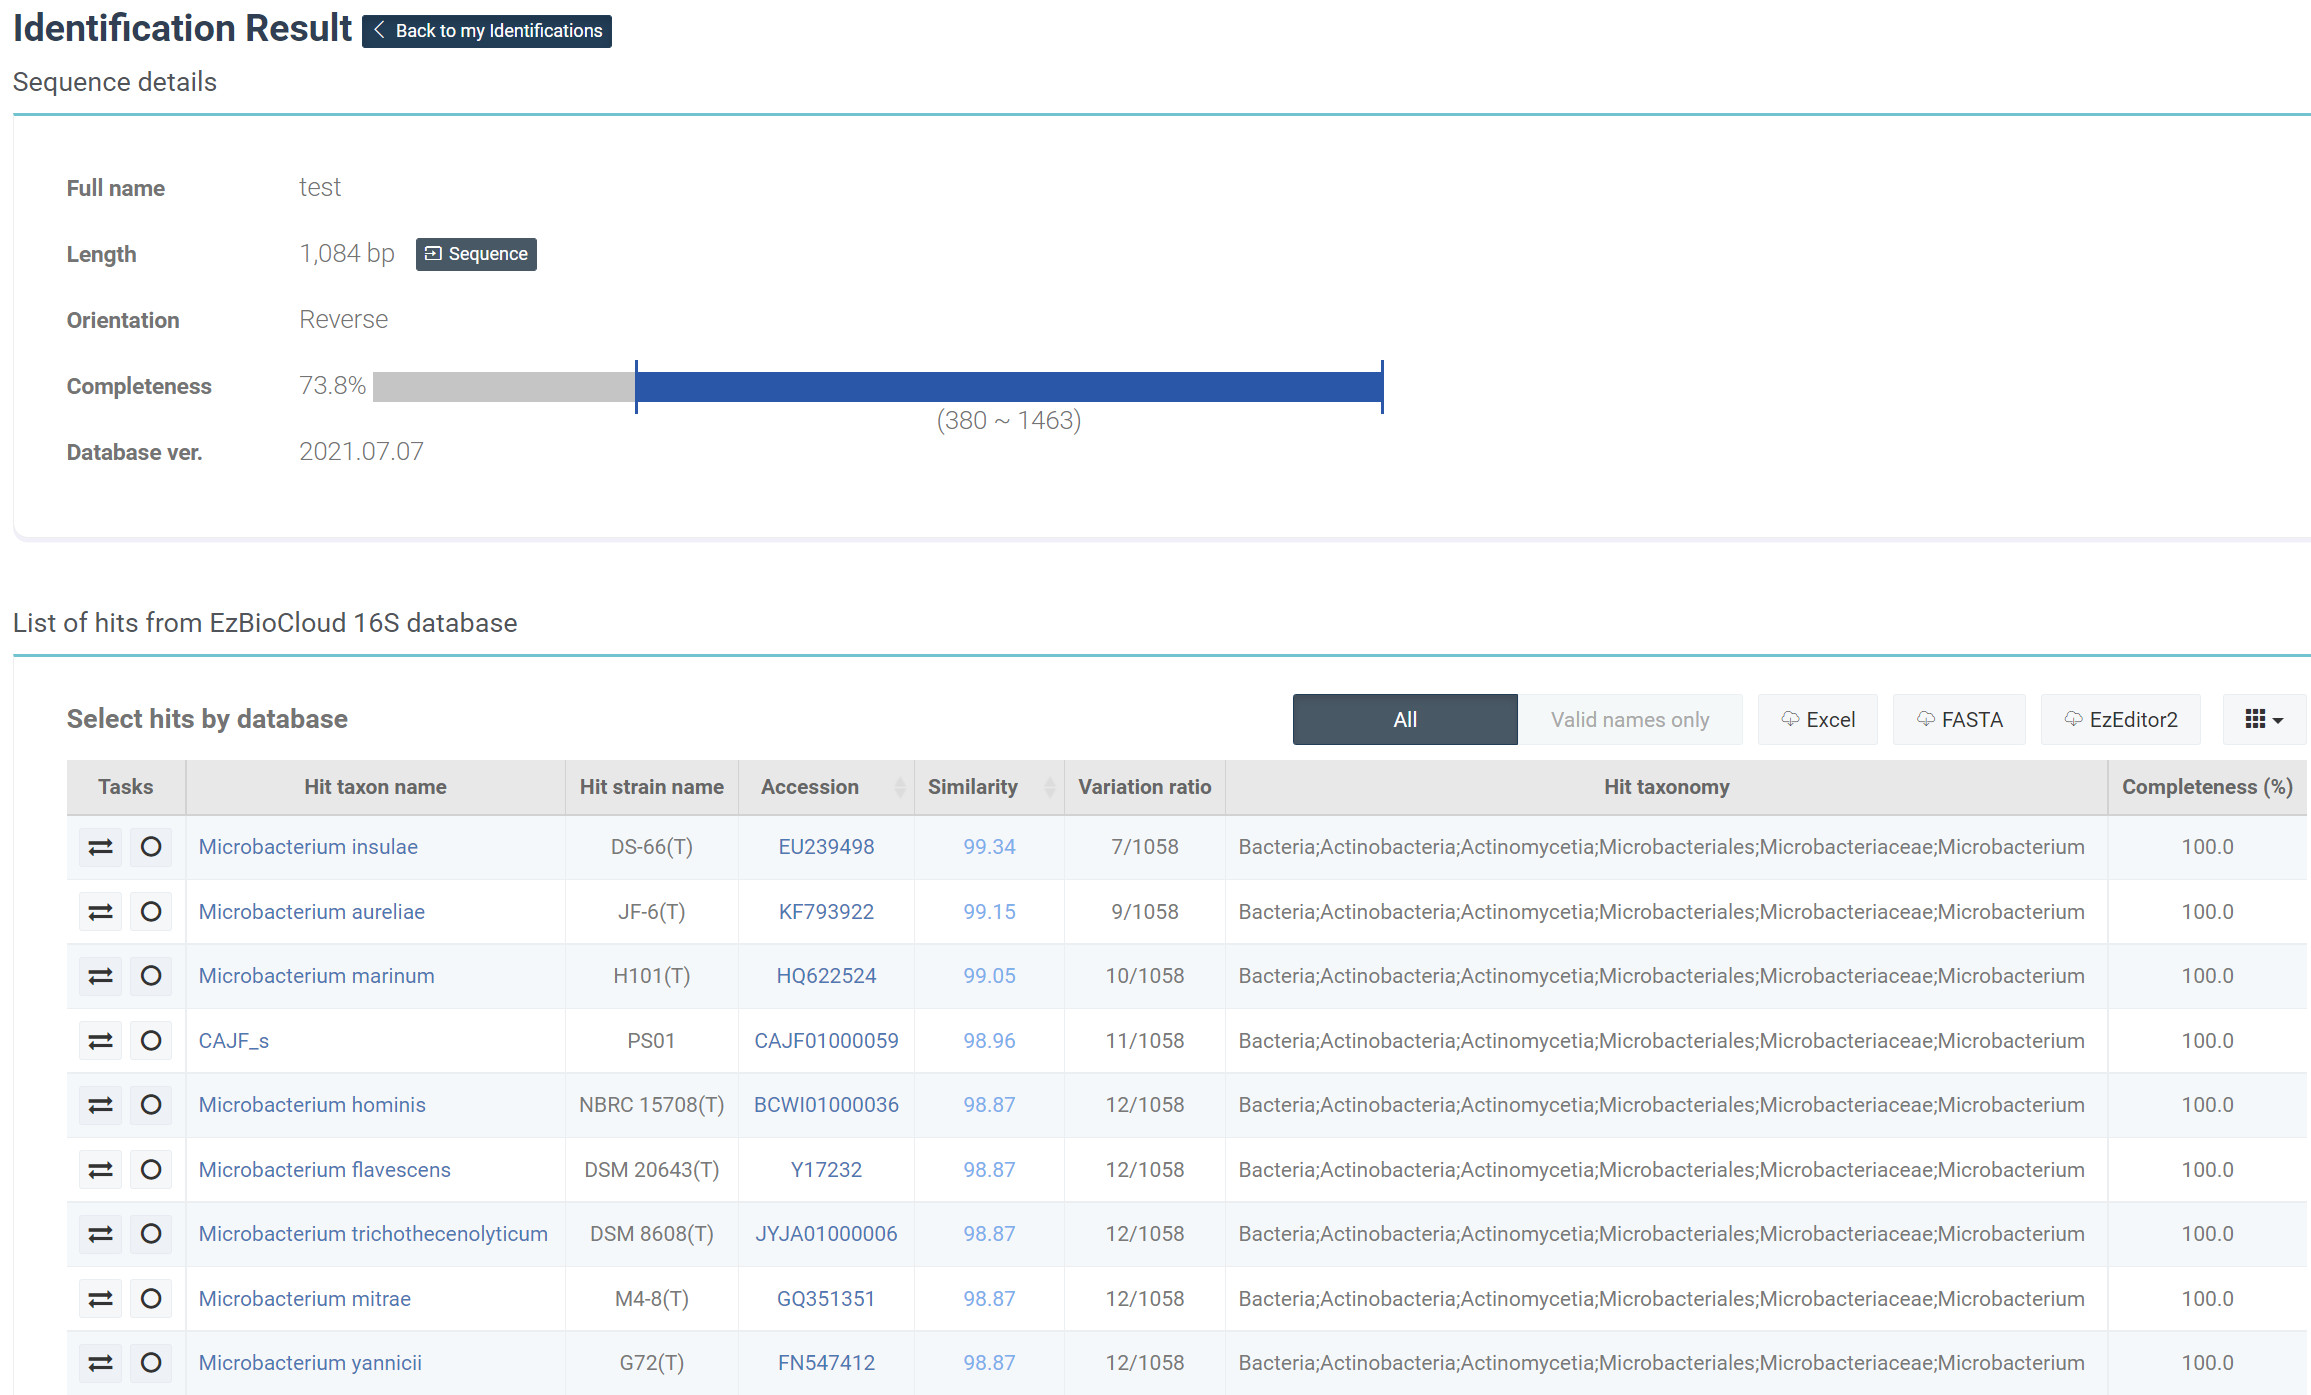 Identification Result Back to my Identifications
Sequence details
Full name test
Length 1,084 bp Sequence
Orientation Reverse
Completeness 73.8%
(380 ~ 1463)
Database ver. 2021.07.07
List of hits from EzBioCloud 16S database
Select hits by database All Valid names only Excel FASTA EzEditor2
Tasks Hit taxon name Hit strain name Accession Similarity Variation ratio Hit taxonomy Completeness (%)
Microbacterium insulae DS-66(T) EU239498 99.34 7/1058 Bacteria;Actinobacteria;Actinomycetia;Microbacteriales;Microbacteriaceae;Microbacterium 100.0
Microbacterium aureliae JF-6(T) KF793922 99.15 9/1058 Bacteria;Actinobacteria;Actinomycetia;Microbacteriales;Microbacteriaceae;Microbacterium 100.0
Microbacterium marinum H101(T) HQ622524 99.05 10/1058 Bacteria;Actinobacteria;Actinomycetia;Microbacteriales;Microbacteriaceae;Microbacterium 100.0
CAJF_s PS01 CAJF01000059 98.96 11/1058 Bacteria;Actinobacteria;Actinomycetia;Microbacteriales;Microbacteriaceae;Microbacterium 100.0
Microbacterium hominis NBRC 15708(T) BCWI01000036 98.87 12/1058 Bacteria;Actinobacteria;Actinomycetia;Microbacteriales;Microbacteriaceae;Microbacterium 100.0
Microbacterium flavescens DSM 20643(T) Y17232 98.87 12/1058 Bacteria;Actinobacteria;Actinomycetia;Microbacteriales;Microbacteriaceae;Microbacterium 100.0
Microbacterium trichothecenolyticum DSM 8608(T) JYJA01000006 98.87 12/1058 Bacteria;Actinobacteria;Actinomycetia;Microbacteriales;Microbacteriaceae;Microbacterium 100.0
Microbacterium mitrae M4-8(T) GQ351351 98.87 12/1058 Bacteria;Actinobacteria;Actinomycetia;Microbacteriales;Microbacteriaceae;Microbacterium 100.0
Microbacterium yannicii G72(T) FN547412 98.87 12/1058 Bacteria;Actinobacteria;Actinomycetia;Microbacteriales;Microbacteriaceae;Microbacterium 100.0